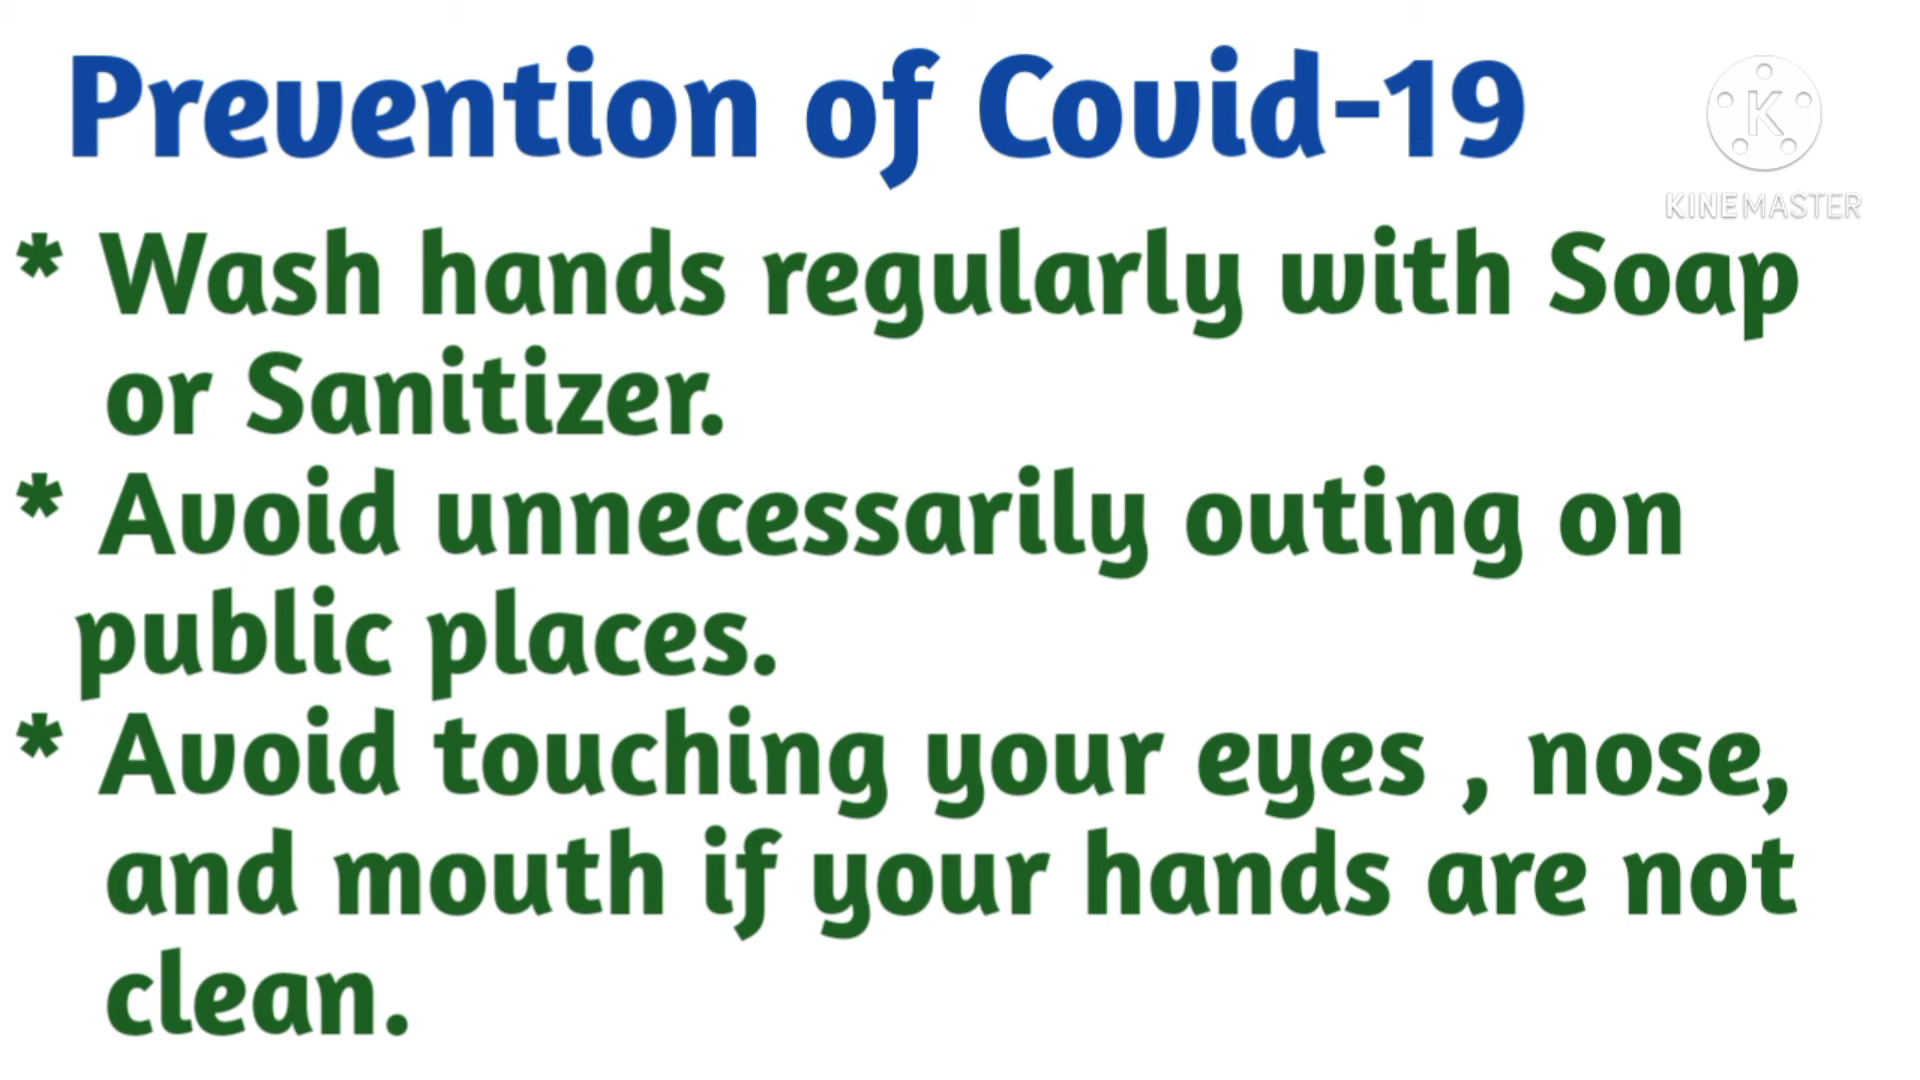 Prevention of Covid-19
K
KINEMASTER
* Wash hands regularly with Soap
or Sanitizer.
* Avoid unnecessarily outing on
public places.
* Avoid touching your eyes , nose,
and mouth if your hands are not
clean.